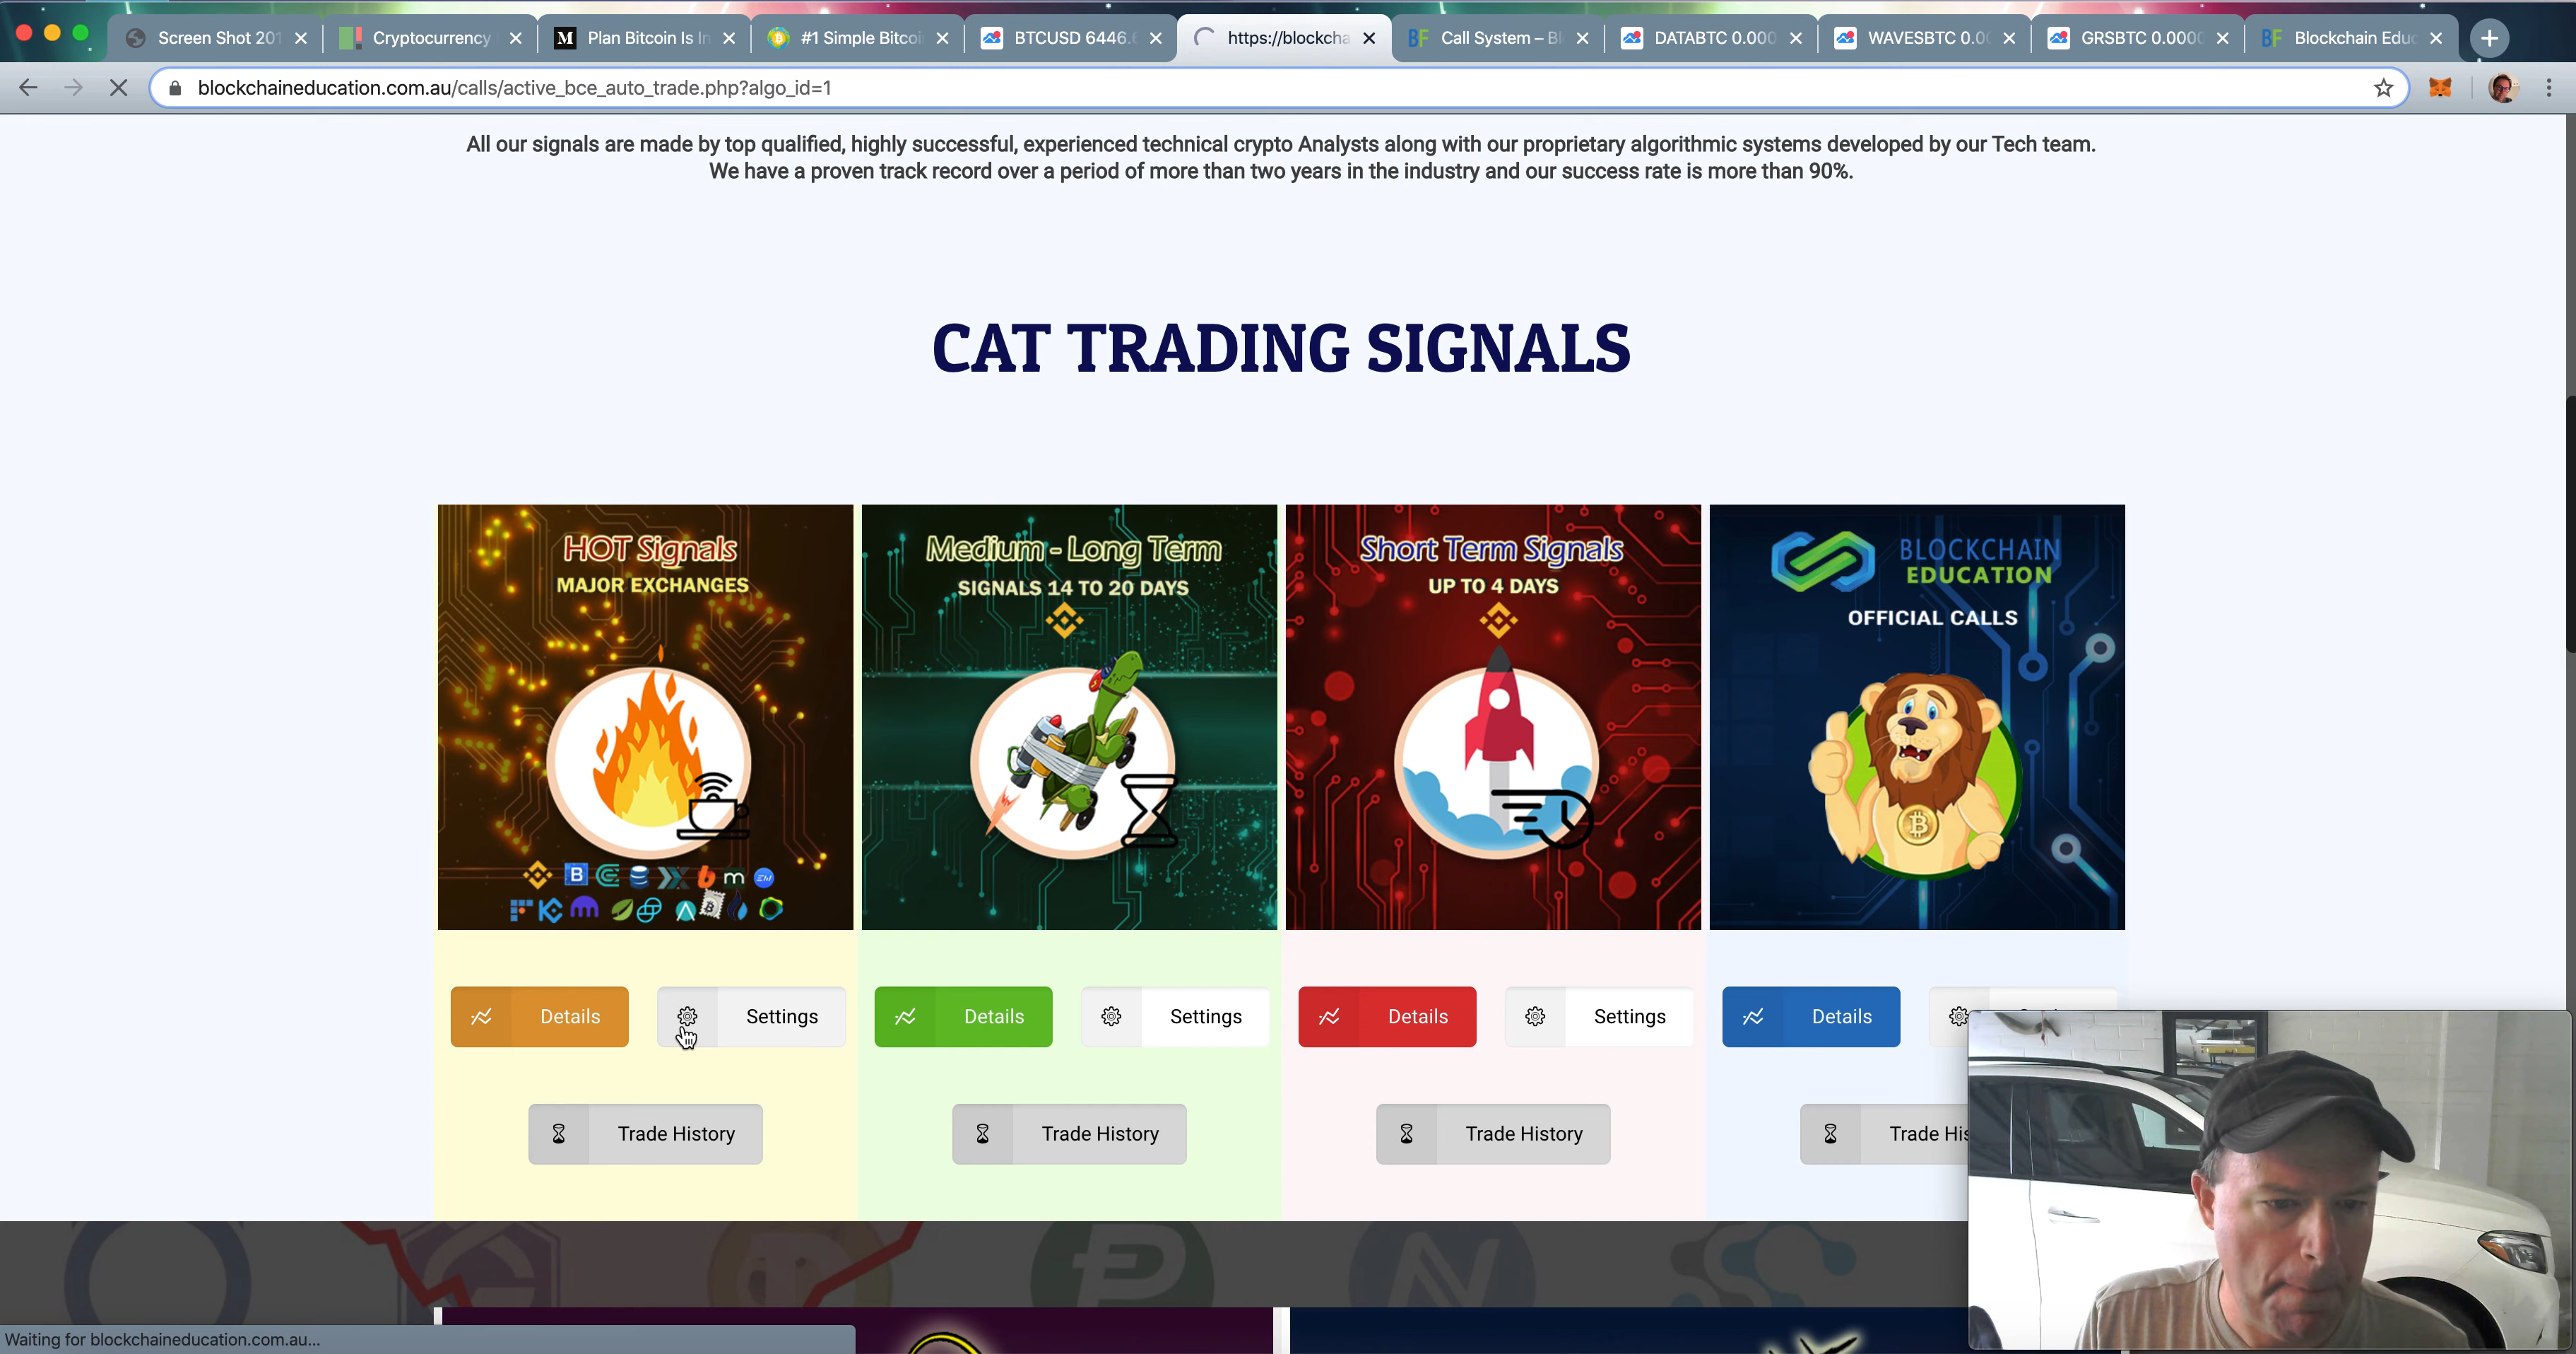 Screen Shot 201
Cryptocurrency
Plan Bitcoin Is In
#1 Simple Bitcoi
BTCUSD 6446.6
https://blockcha
Call System – Bl
DATABTC 0.000
WAVESBTC 0.00
GRSBTC 0.0000
Blockchain Educ
blockchaineducation.com.au/calls/active_bce_auto_trade.php?algo_id=1
All our signals are made by top qualified, highly successful, experienced technical crypto Analysts along with our proprietary algorithmic systems developed by our Tech team.
We have a proven track record over a period of more than two years in the industry and our success rate is more than 90%.
CAT TRADING SIGNALS
HOT Signals
MAJOR EXCHANGES
Medium - Long Term
SIGNALS 14 TO 20 DAYS
Short Term Signals
UP TO 4 DAYS
BLOCKCHAIN
EDUCATION
OFFICIAL CALLS
Details
Settings
Details
Settings
Details
Settings
Details
Trade History
Trade History
Trade History
Trade His
Waiting for blockchaineducation.com.au...